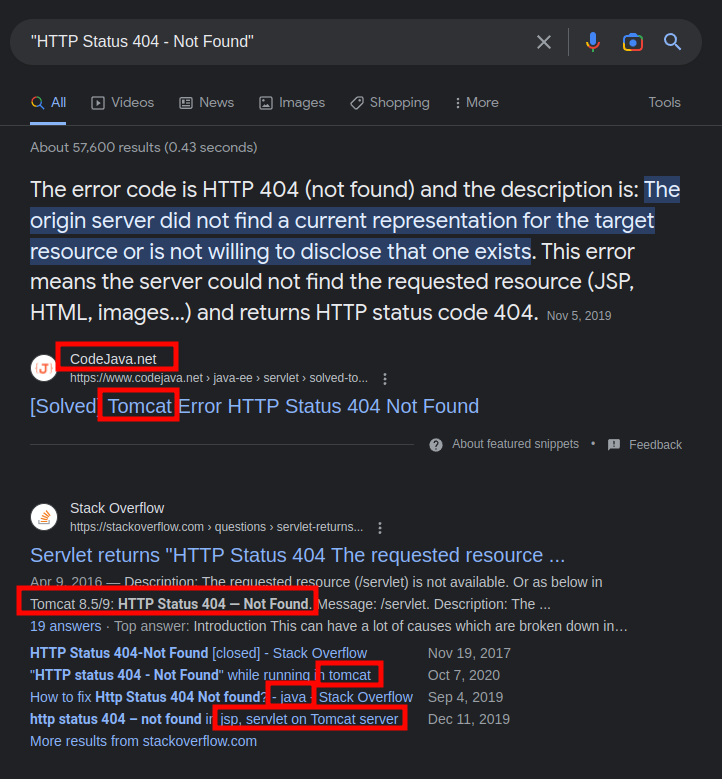 "HTTP Status 404 - Not Found"
All Videos News Images Shopping More Tools
About 57,600 results (0.43 seconds)
The error code is HTTP 404 (not found) and the description is: The
origin server did not find a current representation for the target
resource or is not willing to disclose that one exists. This error
means the server could not find the requested resource (JSP,
HTML, images...) and returns HTTP status code 404. Nov 5, 2019
CodeJava.net
https://www.codejava.net › java-ee › servlet › solved-to...
[Solved] Tomcat Error HTTP Status 404 Not Found
About featured snippets • Feedback
Stack Overflow
https://stackoverflow.com › questions › servlet-returns...
Servlet returns "HTTP Status 404 The requested resource ...
Apr 9, 2016 — Description: The requested resource (/servlet) is not available. Or as below in
Tomcat 8.5/9: HTTP Status 404 — Not Found. Message: /servlet. Description: The ...
19 answers · Top answer: Introduction This can have a lot of causes which are broken down in…
HTTP Status 404-Not Found [closed] - Stack Overflow Nov 19, 2017
"HTTP status 404 - Not Found" while running in tomcat Oct 7, 2020
How to fix Http Status 404 Not found? - java - Stack Overflow Sep 4, 2019
http status 404 – not found in jsp, servlet on Tomcat server Dec 11, 2019
More results from stackoverflow.com